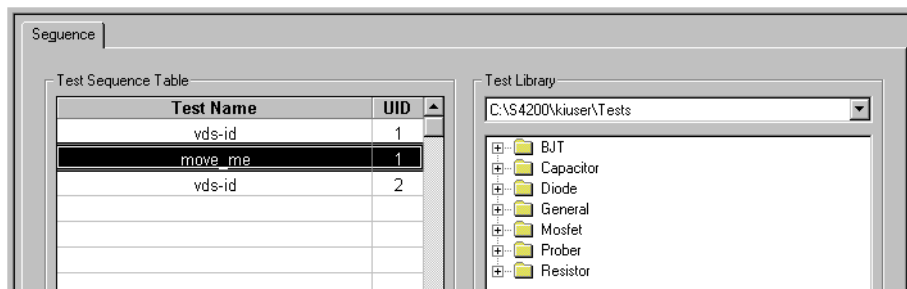 Sequence
Test Sequence Table
Test Name UID
vds-id 1
move_me 1
vds-id 2
Test Library
C:\S4200\kiuser\Tests
BJT
Capacitor
Diode
General
Mosfet
Prober
Resistor